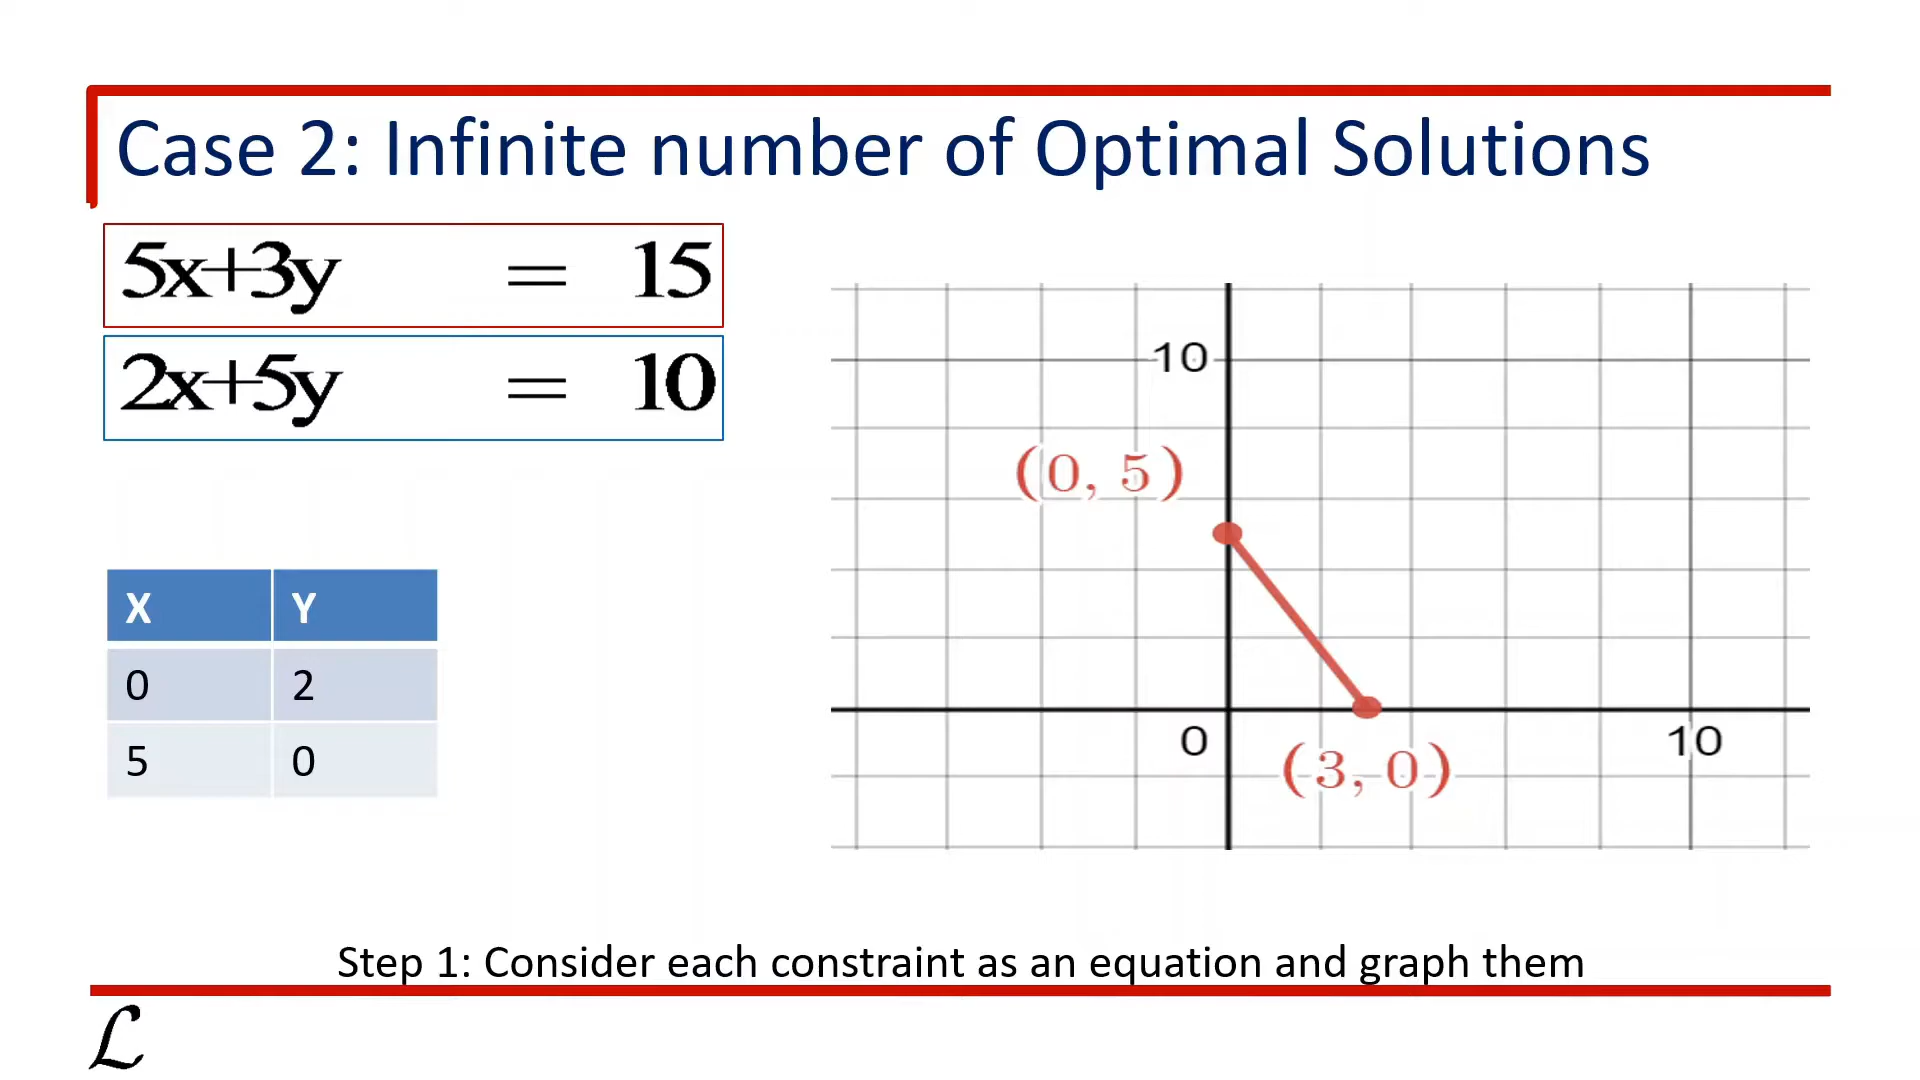 Case 2: Infinite number of Optimal Solutions
5x+3y = 15
2x+5y = 10
X Y
0 2
5 0
10
(0, 5)
0 10
(3, 0)
Step 1: Consider each constraint as an equation and graph them
ℒ